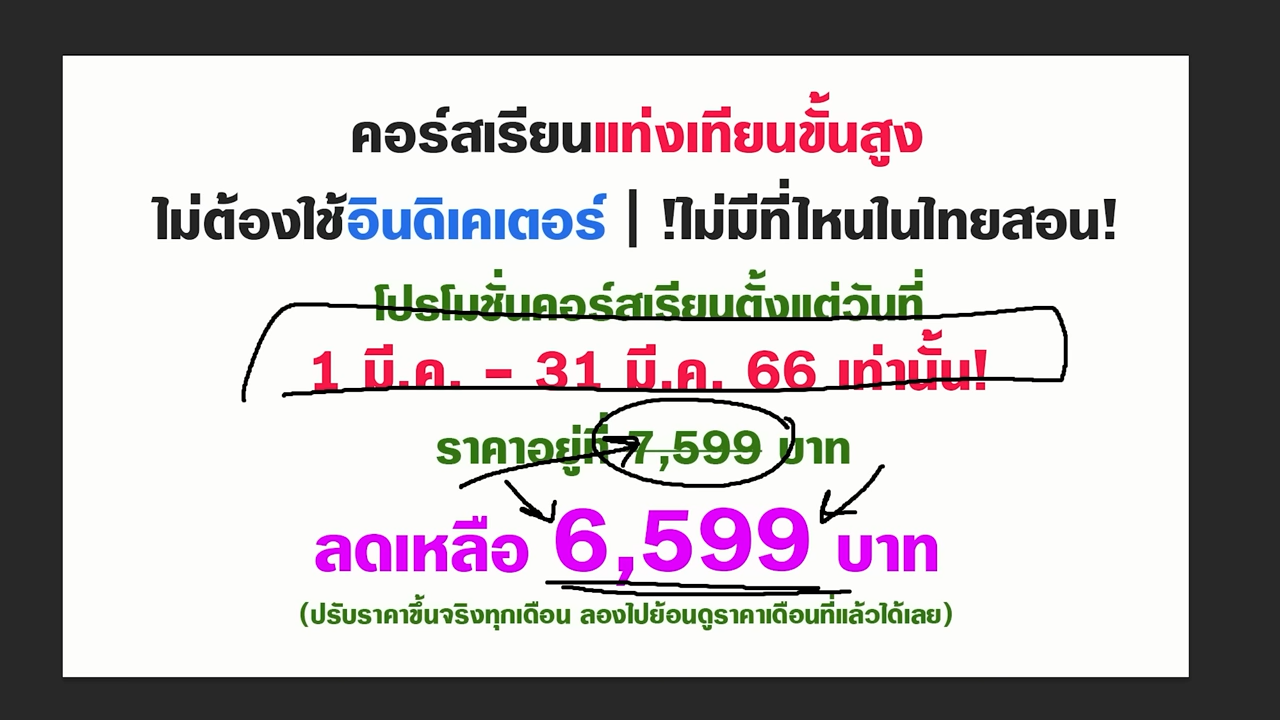 คอร์สเรียนแท่งเทียนขั้นสูง
ไม่ต้องใช้อินดิเคเตอร์ | !ไม่มีที่ไหนในไทยสอน!
โปรโมชั่นคอร์สเรียนตั้งแต่วันที่
1 มี.ค. – 31 มี.ค. 66 เท่านั้น!
ราคาอยู่ที่ 7,599 บาท
ลดเหลือ 6,599 บาท
(ปรับราคาขึ้นจริงทุกเดือน ลองไปย้อนดูราคาเดือนที่แล้วได้เลย)